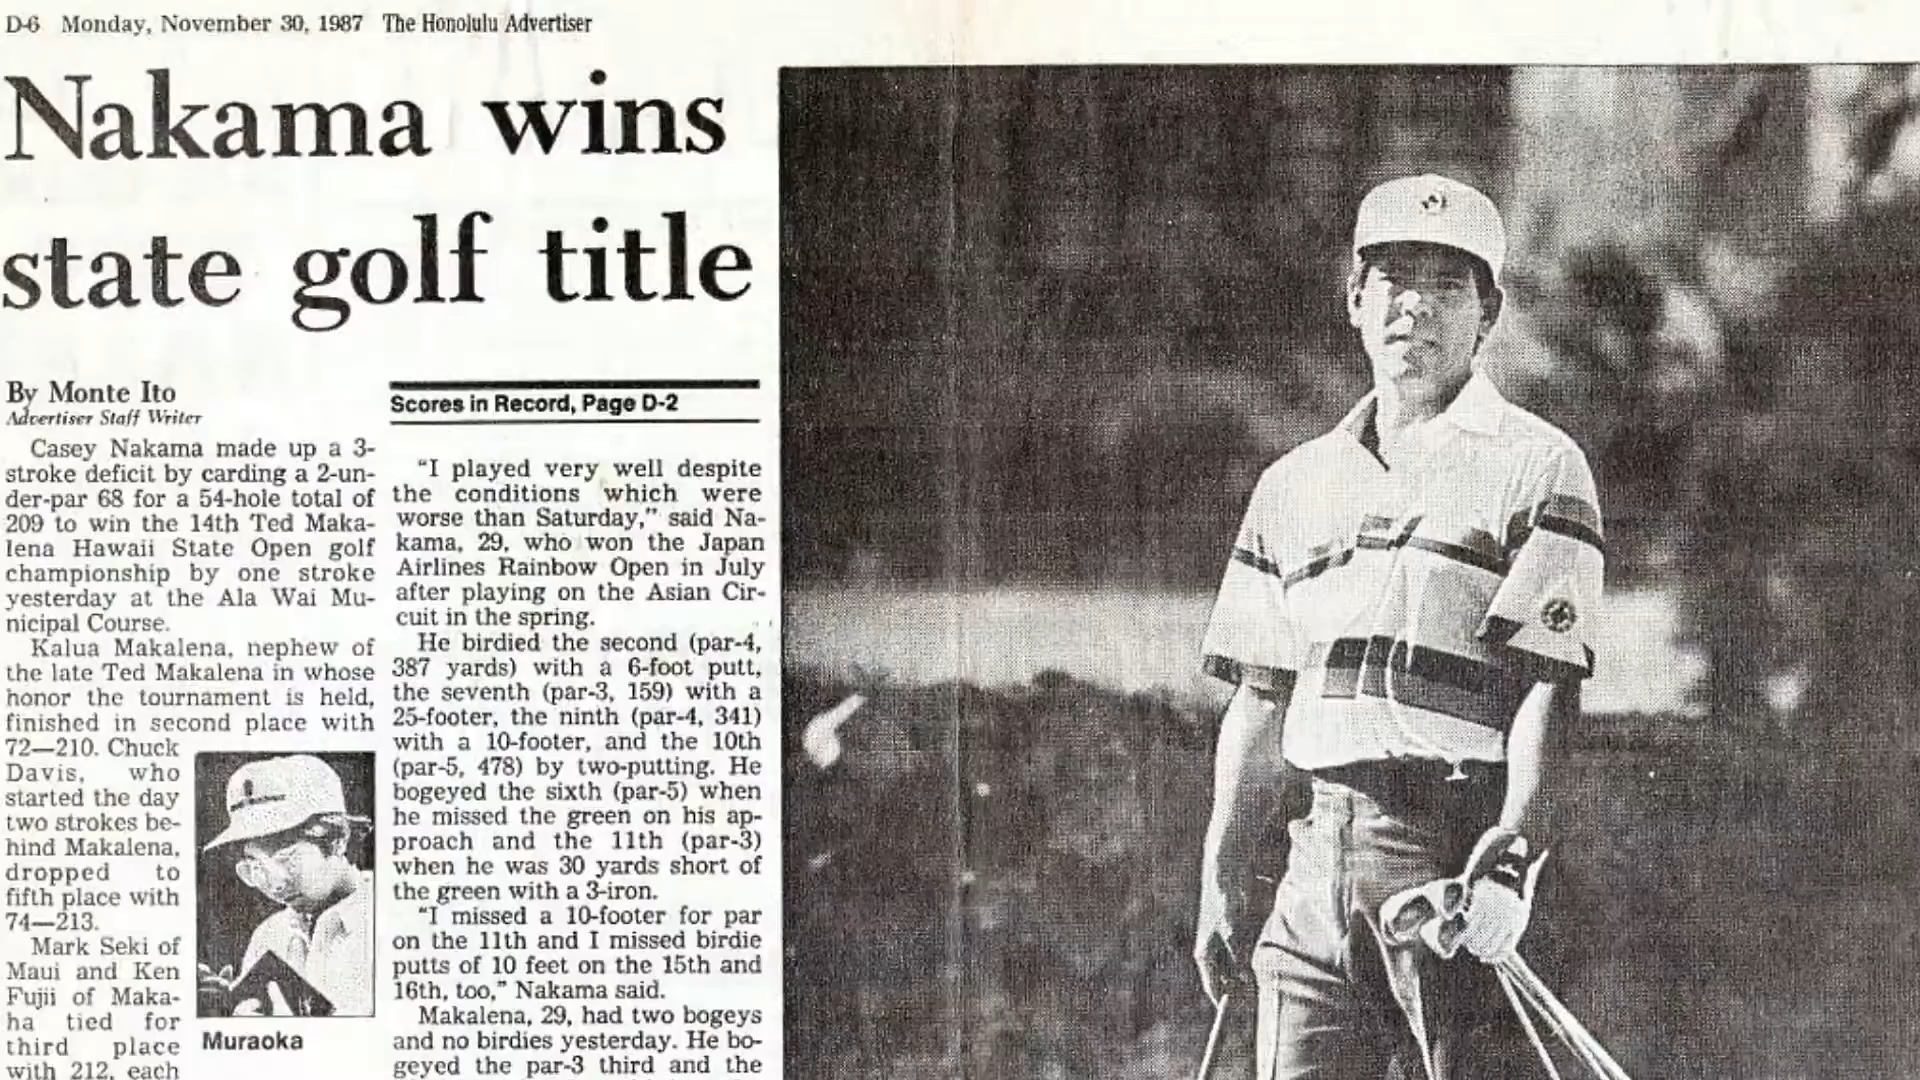 D-6 Monday, November 30, 1987 The Honolulu Advertiser
Nakama wins
state golf title
By Monte Ito
Advertiser Staff Writer
Casey Nakama made up a 3-
stroke deficit by carding a 2-un-
der-par 68 for a 54-hole total of
209 to win the 14th Ted Maka-
lena Hawaii State Open golf
championship by one stroke
yesterday at the Ala Wai Mu-
nicipal Course.
Kalua Makalena, nephew of
the late Ted Makalena in whose
honor the tournament is held,
finished in second place with
72—210. Chuck
Davis, who
started the day
two strokes be-
hind Makalena,
dropped to
fifth place with
74—213.
Mark Seki of
Maui and Ken
Fujii of Maka-
ha tied for
third place
with 212, each
Muraoka
Scores in Record, Page D-2
"I played very well despite
the conditions which were
worse than Saturday," said Na-
kama, 29, who won the Japan
Airlines Rainbow Open in July
after playing on the Asian Cir-
cuit in the spring.
He birdied the second (par-4,
387 yards) with a 6-foot putt,
the seventh (par-3, 159) with a
25-footer, the ninth (par-4, 341)
with a 10-footer, and the 10th
(par-5, 478) by two-putting. He
bogeyed the sixth (par-5) when
he missed the green on his ap-
proach and the 11th (par-3)
when he was 30 yards short of
the green with a 3-iron.
"I missed a 10-footer for par
on the 11th and I missed birdie
putts of 10 feet on the 15th and
16th, too," Nakama said.
Makalena, 29, had two bogeys
and no birdies yesterday. He bo-
geyed the par-3 third and the